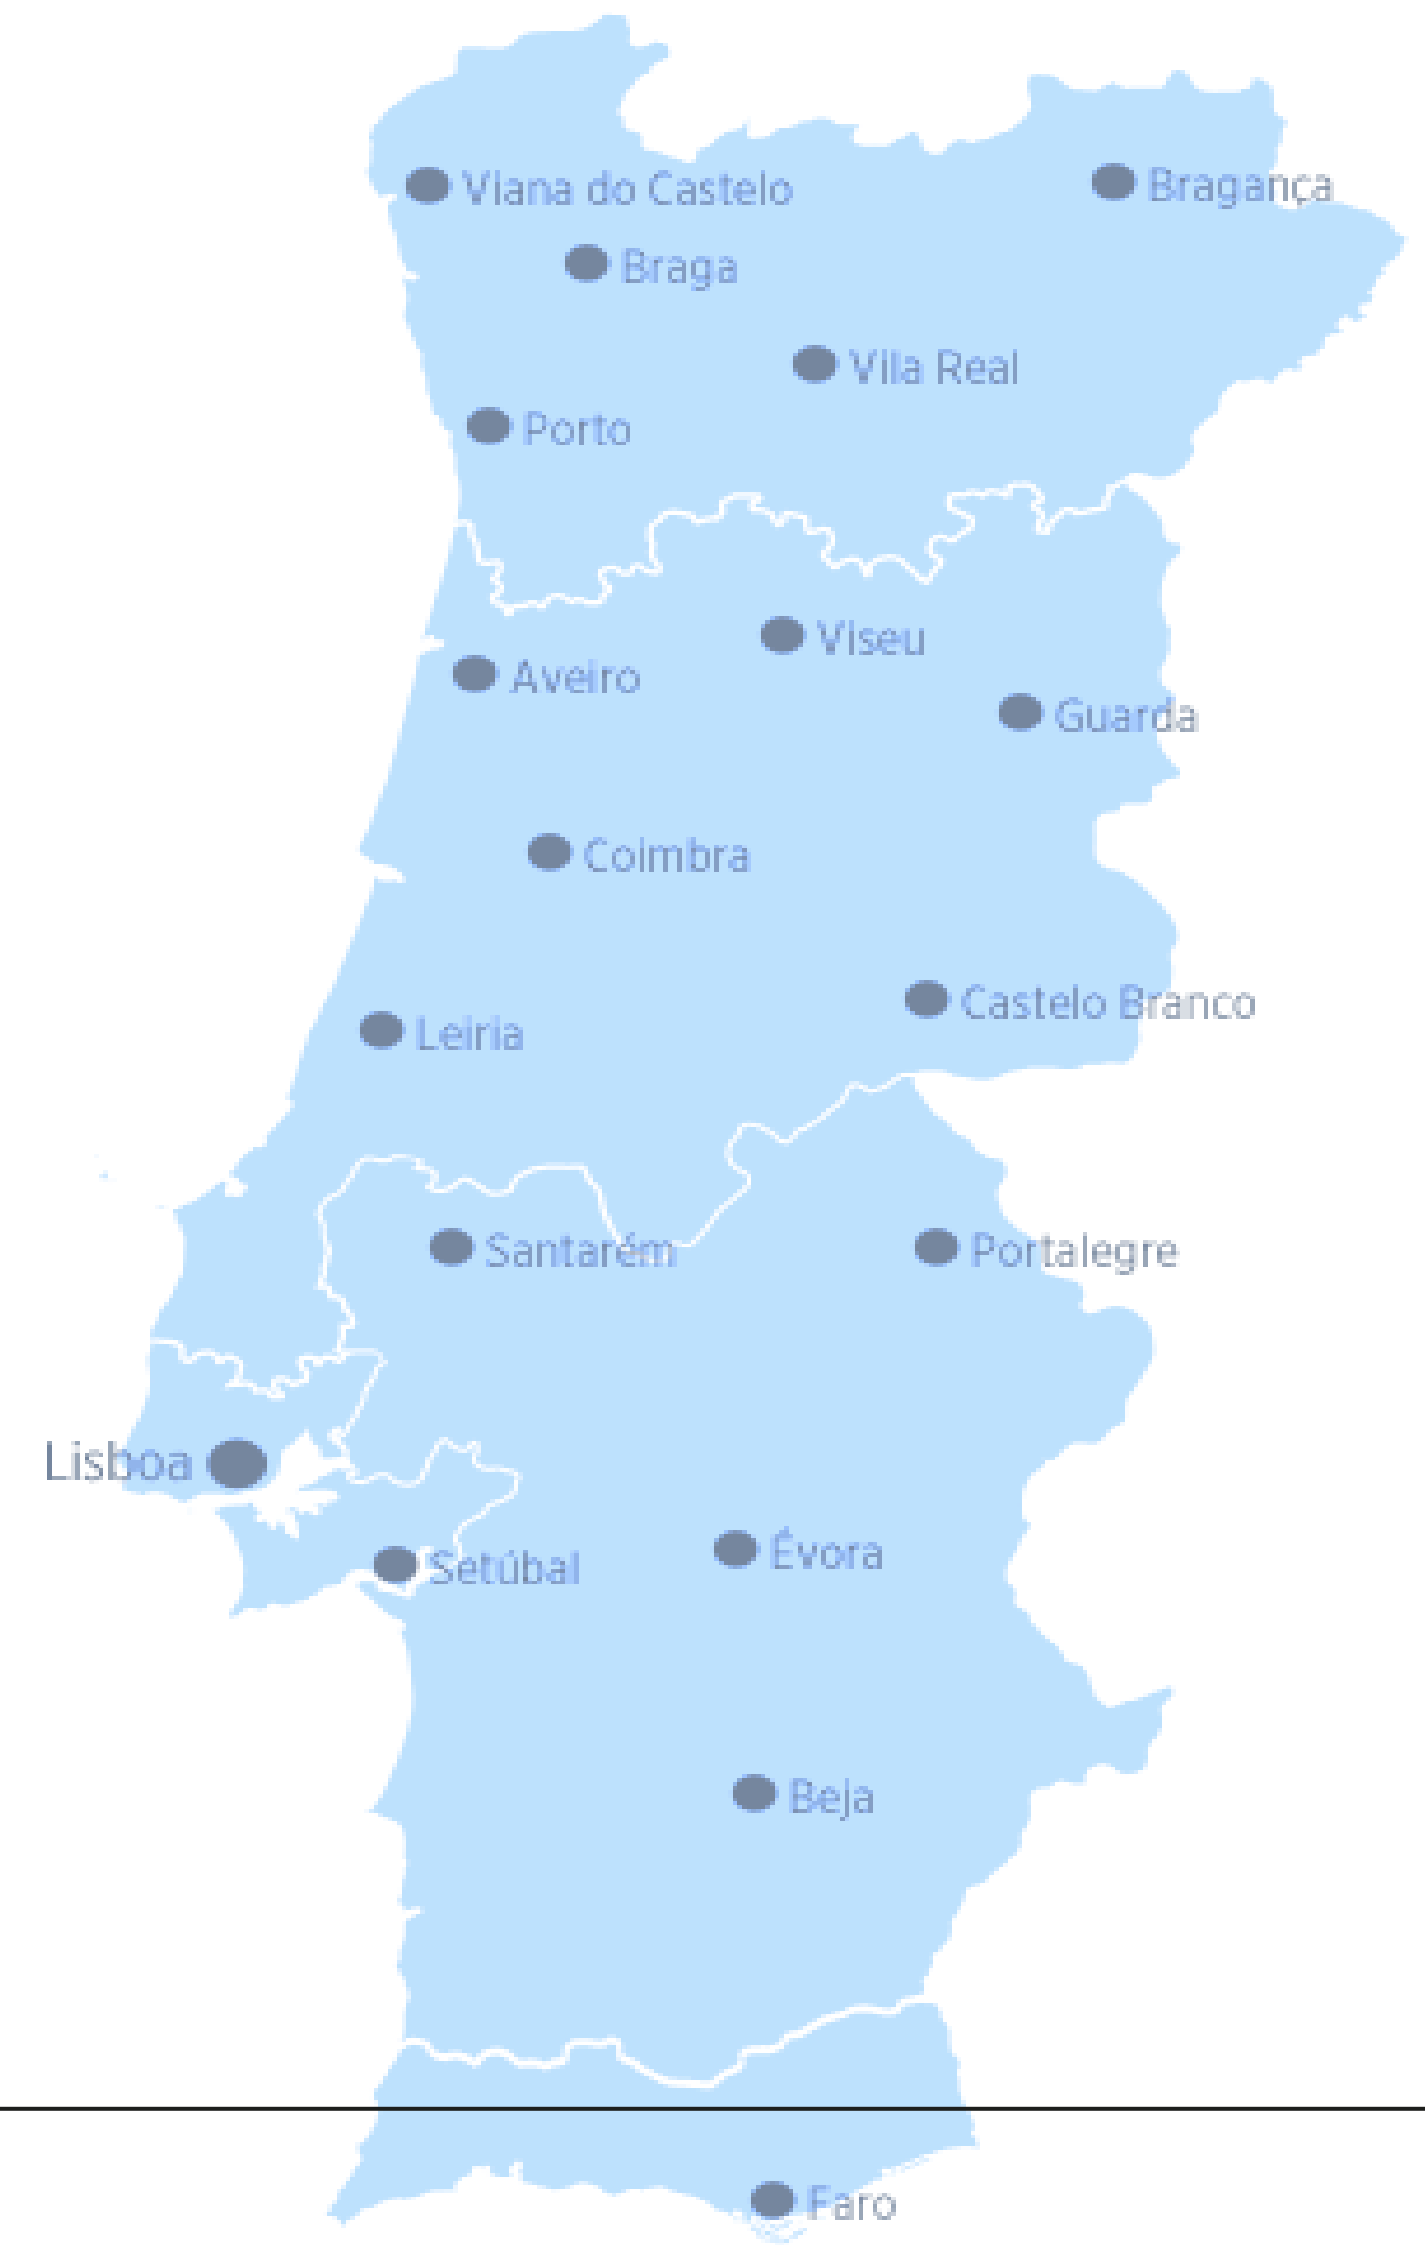 Viana do Castelo
Bragança
Braga
Vila Real
Porto
Viseu
Aveiro
Guarda
Coimbra
Castelo Branco
Leiria
Santarém
Portalegre
Lisboa
Évora
Setúbal
Beja
Faro